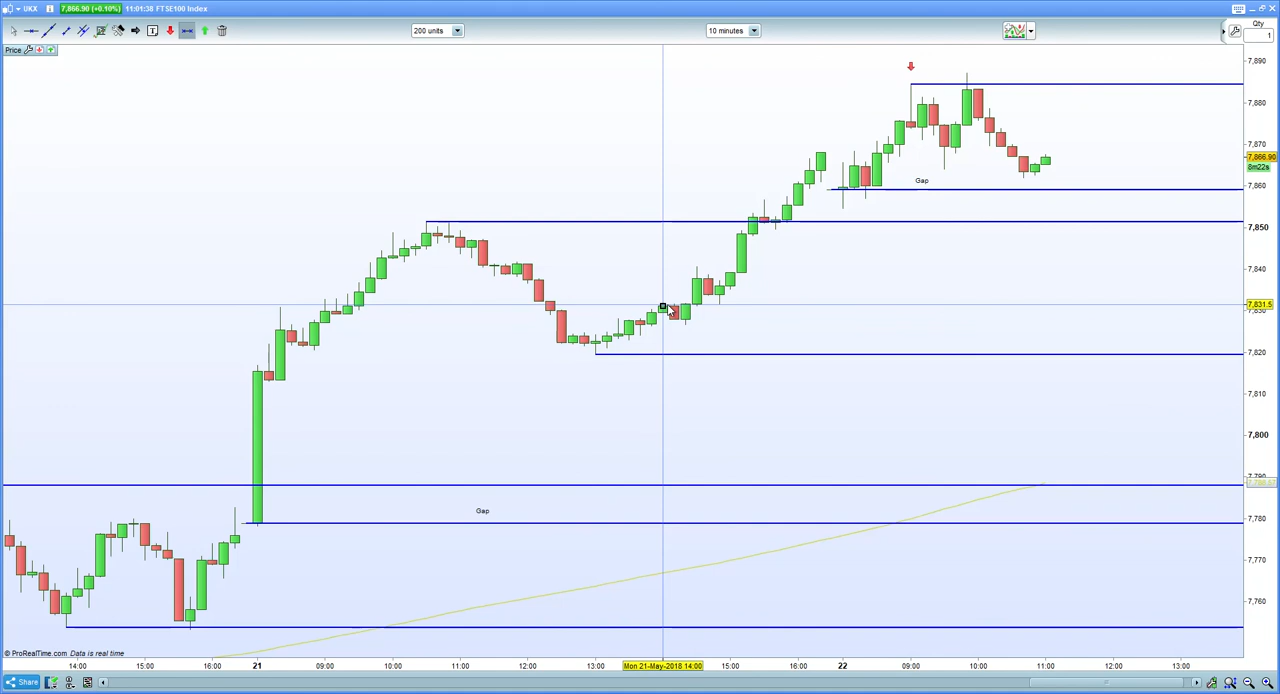 UKX 7,866.90 (+0.10%) 11:01:38 FTSE100 Index
200 units
10 minutes
Qty
1
Price
7,890
7,880
7,870
7,866.90
8m22s
7,860
7,850
7,840
7,831.5
7,830
7,820
7,810
7,800
7,790
7,780
7,770
7,760
Gap
Gap
© ProRealTime.com Data is real time
14:00 15:00 16:00 21 09:00 10:00 11:00 12:00 13:00 Mon 21-May-2018 14:00 15:00 16:00 22 09:00 10:00 11:00 12:00 13:00
Share